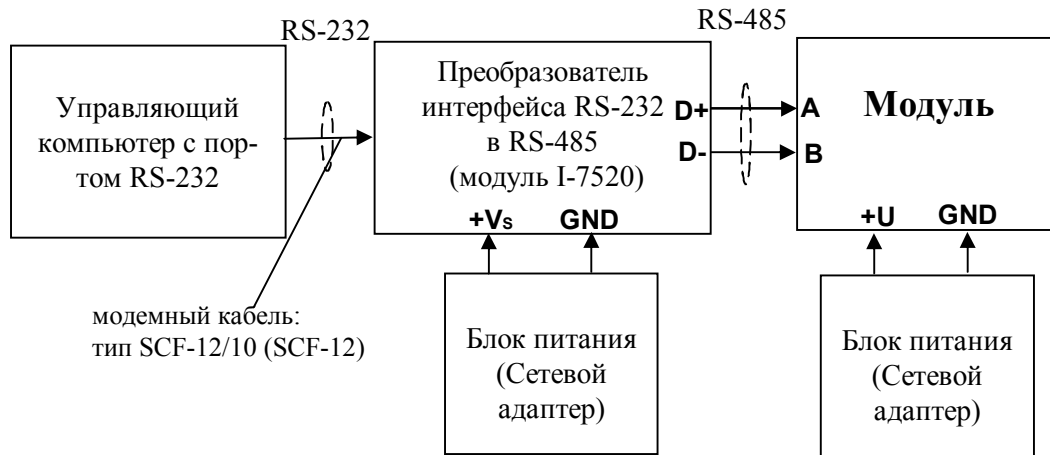 RS-232
RS-485
Управляющий
компьютер с пор-
том RS-232
Преобразователь
интерфейса RS-232
в RS-485
(модуль I-7520)
D+
D-
+Vs
GND
A
B
Модуль
+U
GND
модемный кабель:
тип SCF-12/10 (SCF-12)
Блок питания
(Сетевой
адаптер)
Блок питания
(Сетевой
адаптер)